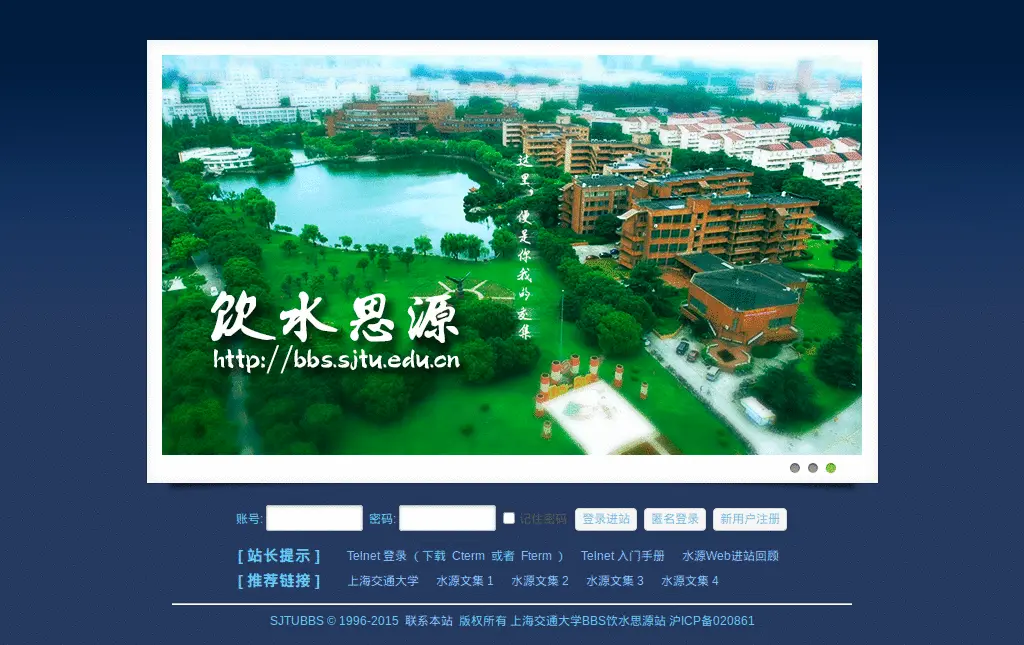 这里，便是你我的交集
饮水思源
http://bbs.sjtu.edu.cn
账号: 密码: 记住密码 登录进站 匿名登录 新用户注册
[ 站长提示 ] Telnet 登录 （ 下载 Cterm 或者 Fterm ） Telnet 入门手册 水源Web进站回顾
[ 推荐链接 ] 上海交通大学 水源文集 1 水源文集 2 水源文集 3 水源文集 4
SJTUBBS © 1996-2015 联系本站 版权所有 上海交通大学BBS饮水思源站 沪ICP备020861